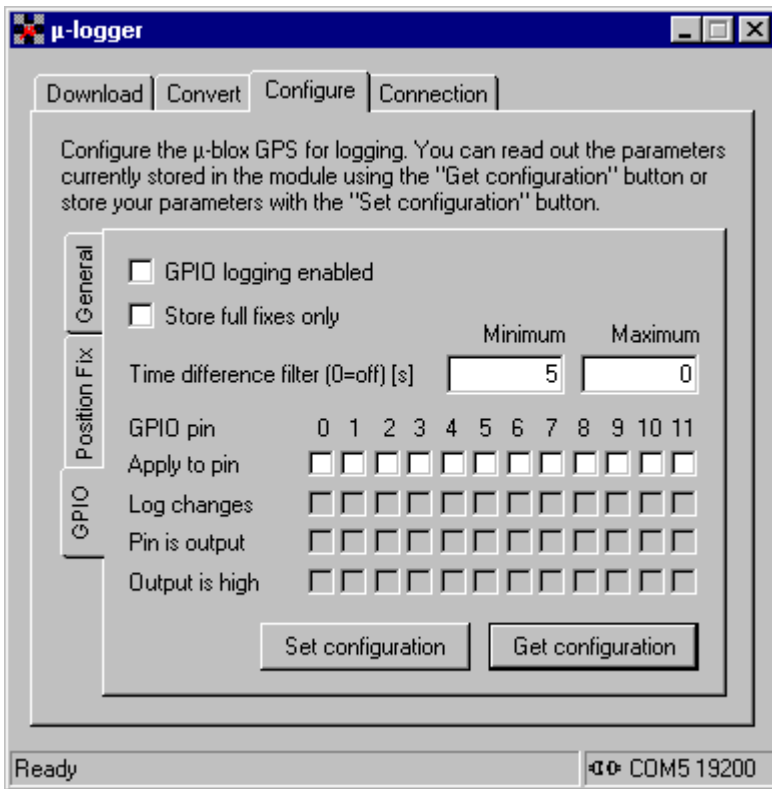 µ-logger
Download Convert Configure Connection
Configure the µ-blox GPS for logging. You can read out the parameters
currently stored in the module using the "Get configuration" button or
store your parameters with the "Set configuration" button.
General
Position Fix
GPIO
GPIO logging enabled
Store full fixes only
Minimum Maximum
Time difference filter (0=off) [s] 5 0
GPIO pin 0 1 2 3 4 5 6 7 8 9 10 11
Apply to pin
Log changes
Pin is output
Output is high
Set configuration Get configuration
Ready COM5 19200